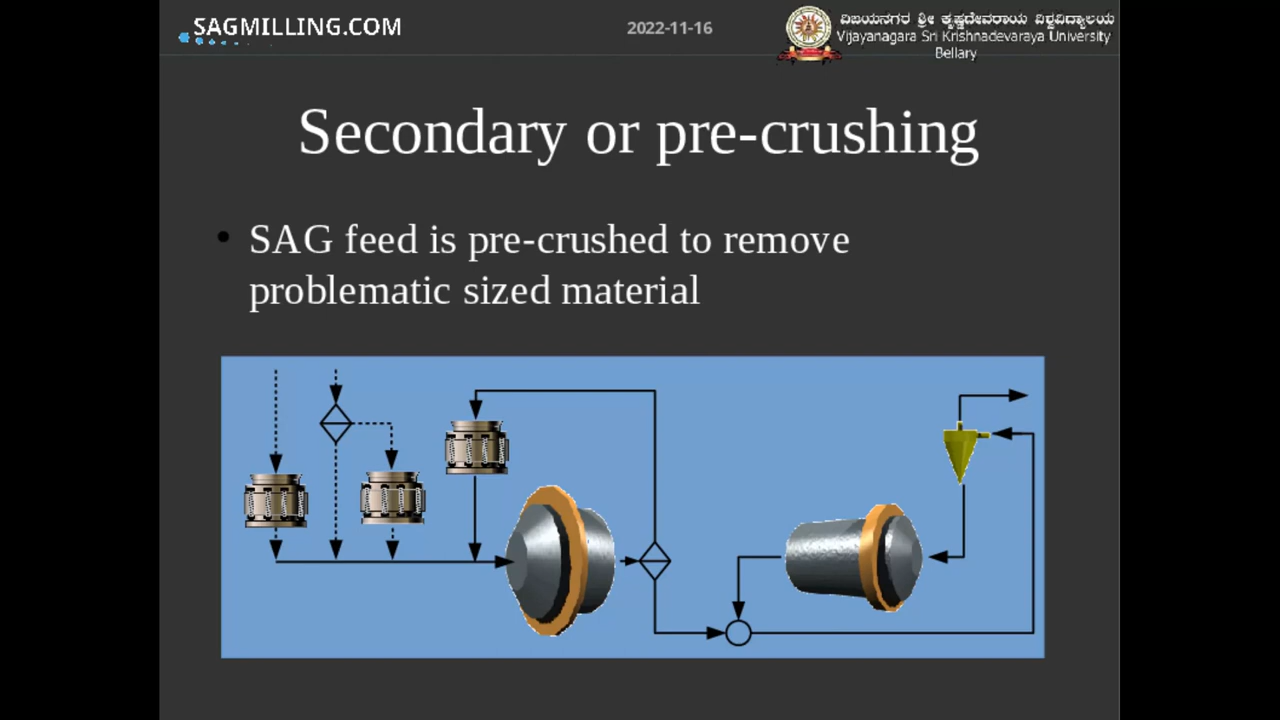 SAGMILLING.COM
2022-11-16
ವಿಜಯನಗರ ಶ್ರೀ ಕೃಷ್ಣದೇವರಾಯ ವಿಶ್ವವಿದ್ಯಾಲಯ
Vijayanagara Sri Krishnadevaraya University
Bellary
Secondary or pre-crushing
• SAG feed is pre-crushed to remove
problematic sized material